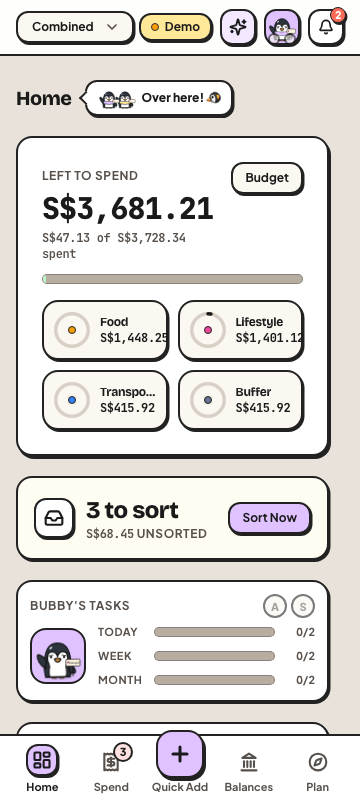 Combined
Demo
2
Home
Over here!
LEFT TO SPEND
Budget
S$3,681.21
S$47.13 of S$3,728.34
spent
Food
S$1,448.25
Lifestyle
S$1,401.12
Transpo...
S$415.92
Buffer
S$415.92
3 to sort
S$68.45 UNSORTED
Sort Now
BUBBY'S TASKS
A S
TODAY 0/2
WEEK 0/2
MONTH 0/2
3
Home
Spend
Quick Add
Balances
Plan